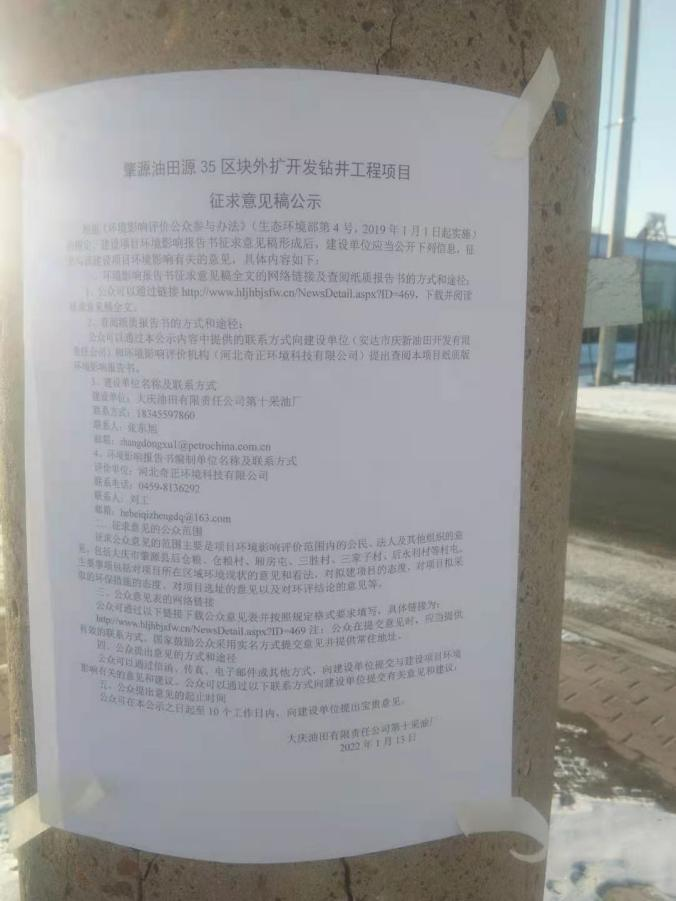 肇源油田源 35 区块外扩开发钻井工程项目
征求意见稿公示
根据《环境影响评价公众参与办法》（生态环境部第 4 号，2019 年 1 月 1 日起实施）
的规定，建设项目环境影响报告书征求意见稿形成后，建设单位应当公开下列信息，征
求与该建设项目环境影响有关的意见，具体内容如下：
一、环境影响报告书征求意见稿全文的网络链接及查阅纸质报告书的方式和途径；
1、公众可以通过链接 http://www.hljhbjsfw.cn/NewsDetail.aspx?ID=469，下载并阅读
征求意见稿全文。
2、查阅纸质报告书的方式和途径：
公众可以通过本公示内容中提供的联系方式向建设单位（安达市庆新油田开发有限
责任公司）和环境影响评价机构（河北奇正环境科技有限公司）提出查阅本项目纸质版
环境影响报告书。
3、建设单位名称及联系方式
建设单位：大庆油田有限责任公司第十采油厂
联系方式：18345597860
联系人：张东旭
邮箱：zhangdongxu1@petrochina.com.cn
4、环境影响报告书编制单位名称及联系方式
评价单位：河北奇正环境科技有限公司
联系电话：0459-8136292
联系人：刘工
邮箱：hebeiqizhengdq@163.com
二、征求意见的公众范围
征求公众意见的范围主要是项目环境影响评价范围内的公民、法人及其他组织的意
见，包括大庆市肇源县后仓粮、仓粮村、厢房屯、三胜村、三家子村、后水利村等村屯。
主要事项包括对项目所在区域环境现状的意见和看法、对拟建项目的态度、对项目拟采
取的环保措施的态度、对项目选址的意见以及对环评结论的意见等。
三、公众意见表的网络链接
公众可通过以下链接下载公众意见表并按照规定格式要求填写，具体链接为：
http://www.hljhbjsfw.cn/NewsDetail.aspx?ID=469 注：公众在提交意见时，应当提供
有效的联系方式。国家鼓励公众采用实名方式提交意见并提供常住地址。
四、公众提出意见的方式和途径
公众可以通过信函、传真、电子邮件或其他方式，向建设单位提交与建设项目环境
影响有关的意见和建议。公众可以通过以下联系方式向建设单位提交有关意见和建议：
五、公众提出意见的起止时间
公众可在本公示之日起至 10 个工作日内，向建设单位提出宝贵意见。
大庆油田有限责任公司第十采油厂
2022 年 1 月 13 日